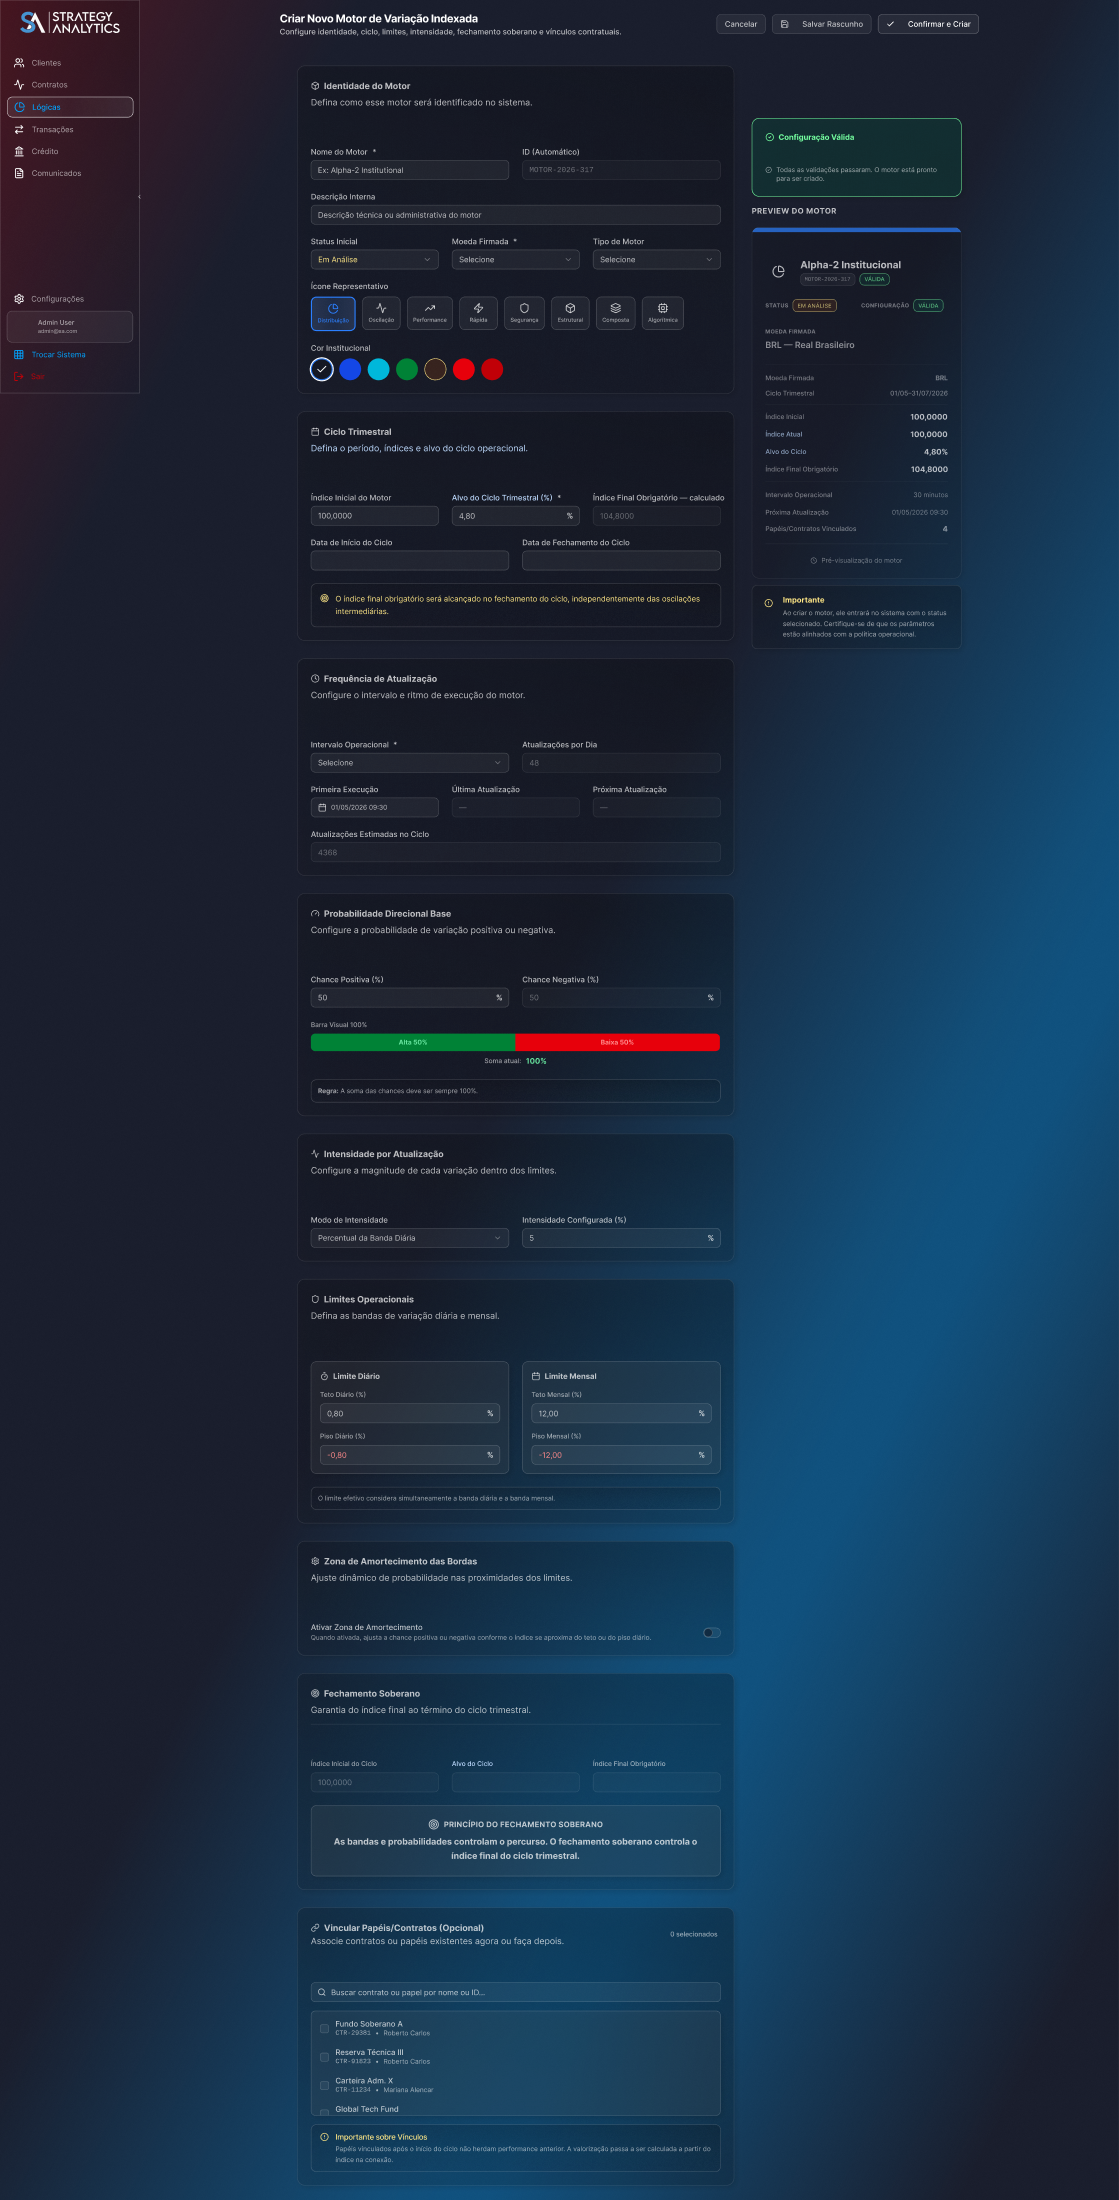 STRATEGY
ANALYTICS
Clientes
Contratos
Lógicas
Transações
Crédito
Comunicados
Configurações
Admin User
admin@sa.com
Trocar Sistema
Sair
Criar Novo Motor de Variação Indexada
Configure identidade, ciclo, limites, intensidade, fechamento soberano e vínculos contratuais.
Cancelar
Salvar Rascunho
Confirmar e Criar
Identidade do Motor
Defina como esse motor será identificado no sistema.
Nome do Motor *
ID (Automático)
Ex: Alpha-2 Institutional
MOTOR-2026-317
Descrição Interna
Descrição técnica ou administrativa do motor
Status Inicial
Moeda Firmada *
Tipo de Motor
Em Análise
Selecione
Selecione
Ícone Representativo
Distribuição
Oscilação
Performance
Rápida
Segurança
Estrutural
Composta
Algorítmica
Cor Institucional
Ciclo Trimestral
Defina o período, índices e alvo do ciclo operacional.
Índice Inicial do Motor
Alvo do Ciclo Trimestral (%) *
Índice Final Obrigatório — calculado
100,0000
4,80 %
104,8000
Data de Início do Ciclo
Data de Fechamento do Ciclo
O índice final obrigatório será alcançado no fechamento do ciclo, independentemente das oscilações
intermediárias.
Frequência de Atualização
Configure o intervalo e ritmo de execução do motor.
Intervalo Operacional *
Atualizações por Dia
Selecione
48
Primeira Execução
Última Atualização
Próxima Atualização
01/05/2026 09:30
—
—
Atualizações Estimadas no Ciclo
4368
Probabilidade Direcional Base
Configure a probabilidade de variação positiva ou negativa.
Chance Positiva (%)
Chance Negativa (%)
50 %
50 %
Barra Visual 100%
Alta 50%
Baixa 50%
Soma atual: 100%
Regra: A soma das chances deve ser sempre 100%.
Intensidade por Atualização
Configure a magnitude de cada variação dentro dos limites.
Modo de Intensidade
Intensidade Configurada (%)
Percentual da Banda Diária
5 %
Limites Operacionais
Defina as bandas de variação diária e mensal.
Limite Diário
Teto Diário (%)
0,80 %
Piso Diário (%)
-0,80 %
Limite Mensal
Teto Mensal (%)
12,00 %
Piso Mensal (%)
-12,00 %
O limite efetivo considera simultaneamente a banda diária e a banda mensal.
Zona de Amortecimento das Bordas
Ajuste dinâmico de probabilidade nas proximidades dos limites.
Ativar Zona de Amortecimento
Quando ativada, ajusta a chance positiva ou negativa conforme o índice se aproxima do teto ou do piso diário.
Fechamento Soberano
Garantia do índice final ao término do ciclo trimestral.
Índice Inicial do Ciclo
Alvo do Ciclo
Índice Final Obrigatório
100,0000
PRINCÍPIO DO FECHAMENTO SOBERANO
As bandas e probabilidades controlam o percurso. O fechamento soberano controla o
índice final do ciclo trimestral.
Vincular Papéis/Contratos (Opcional)
Associe contratos ou papéis existentes agora ou faça depois.
0 selecionados
Buscar contrato ou papel por nome ou ID...
Fundo Soberano A
CTR-29381 • Roberto Carlos
Reserva Técnica III
CTR-91823 • Roberto Carlos
Carteira Adm. X
CTR-11234 • Mariana Alencar
Global Tech Fund
Importante sobre Vínculos
Papéis vinculados após o início do ciclo não herdam performance anterior. A valorização passa a ser calculada a partir do
índice na conexão.
Configuração Válida
Todas as validações passaram. O motor está pronto
para ser criado.
PREVIEW DO MOTOR
Alpha-2 Institucional
MOTOR-2026-317
VÁLIDA
STATUS EM ANÁLISE
CONFIGURAÇÃO VÁLIDA
MOEDA FIRMADA
BRL — Real Brasileiro
Moeda Firmada BRL
Ciclo Trimestral 01/05-31/07/2026
Índice Inicial 100,0000
Índice Atual 100,0000
Alvo do Ciclo 4,80%
Índice Final Obrigatório 104,8000
Intervalo Operacional 30 minutos
Próxima Atualização 01/05/2026 09:30
Papéis/Contratos Vinculados 4
Pré-visualização do motor
Importante
Ao criar o motor, ele entrará no sistema com o status
selecionado. Certifique-se de que os parâmetros
estão alinhados com a política operacional.